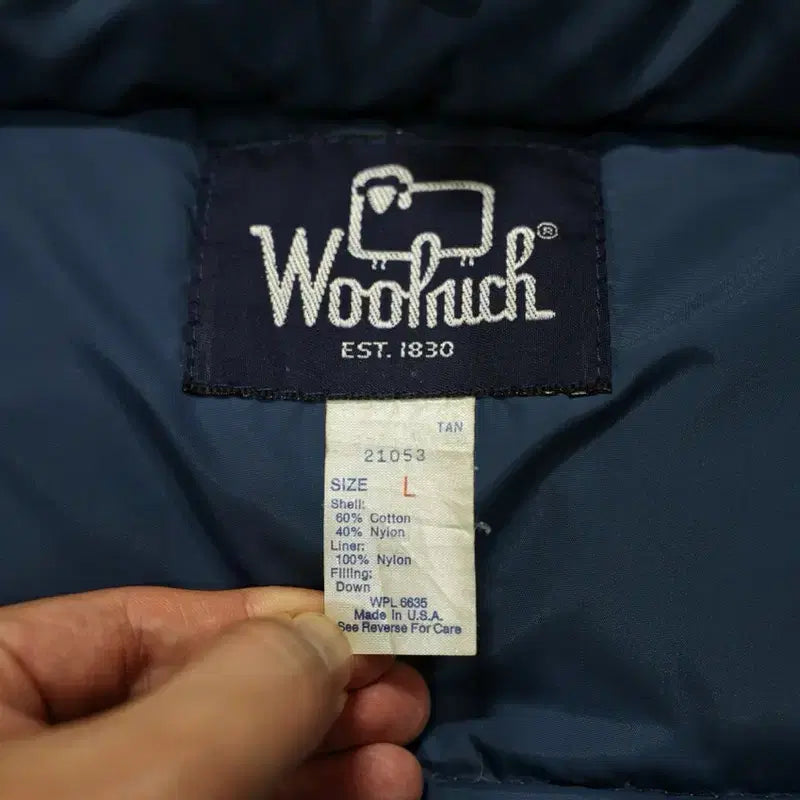 Woolrich®
EST. 1830
TAN
21053
SIZE L
Shell:
60% Cotton
40% Nylon
Liner:
100% Nylon
Filling:
Down
WPL 6635
Made in U.S.A.
See Reverse For Care